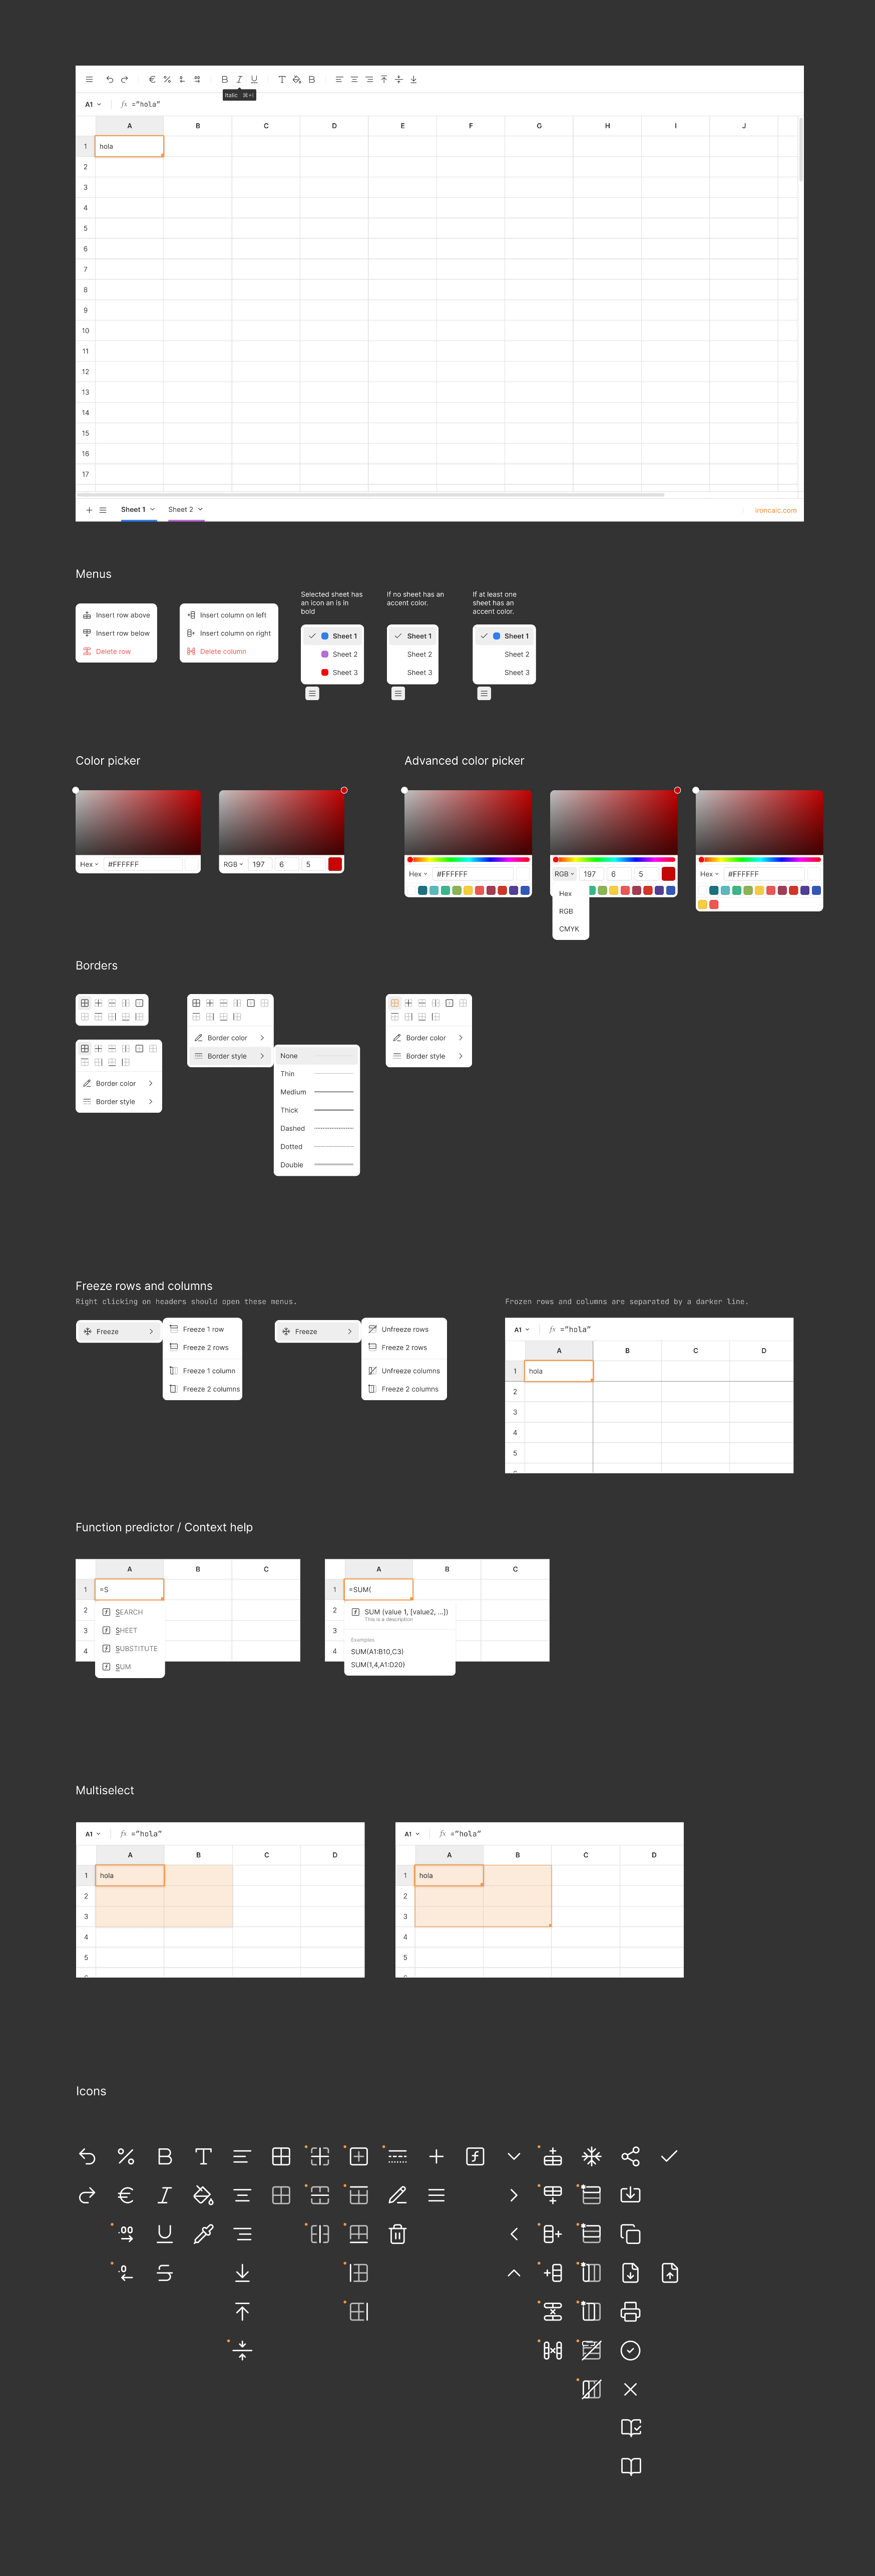 Italic ⌘+I
A1 fx ="hola"
A B C D E F G H I J
1 hola
2
3
4
5
6
7
8
9
10
11
12
13
14
15
16
17
Sheet 1 Sheet 2 ironcalc.com
Menus
Insert row above
Insert row below
Delete row
Insert column on left
Insert column on right
Delete column
Selected sheet has
an icon an is in
bold
Sheet 1
Sheet 2
Sheet 3
If no sheet has an
accent color.
Sheet 1
Sheet 2
Sheet 3
If at least one
sheet has an
accent color.
Sheet 1
Sheet 2
Sheet 3
Color picker
Hex #FFFFFF
RGB 197 6 5
Advanced color picker
Hex #FFFFFF
RGB 197 6 5
Hex
RGB
CMYK
Hex #FFFFFF
Borders
Border color
Border style
Border color
Border style
None
Thin
Medium
Thick
Dashed
Dotted
Double
Border color
Border style
Freeze rows and columns
Right clicking on headers should open these menus.
Freeze
Freeze 1 row
Freeze 2 rows
Freeze 1 column
Freeze 2 columns
Freeze
Unfreeze rows
Freeze 2 rows
Unfreeze columns
Freeze 2 columns
Frozen rows and columns are separated by a darker line.
A1 fx ="hola"
A B C D
1 hola
2
3
4
5
Function predictor / Context help
A B C
1 =S
2
3
4
SEARCH
SHEET
SUBSTITUTE
SUM
A B C
1 =SUM(
2
3
4
SUM (value 1, [value2, ...])
This is a description
Examples
SUM(A1:B10,C3)
SUM(1,4,A1:D20)
Multiselect
A1 fx ="hola"
A B C D
1 hola
2
3
4
5
A1 fx ="hola"
A B C D
1 hola
2
3
4
5
Icons
.00
.0